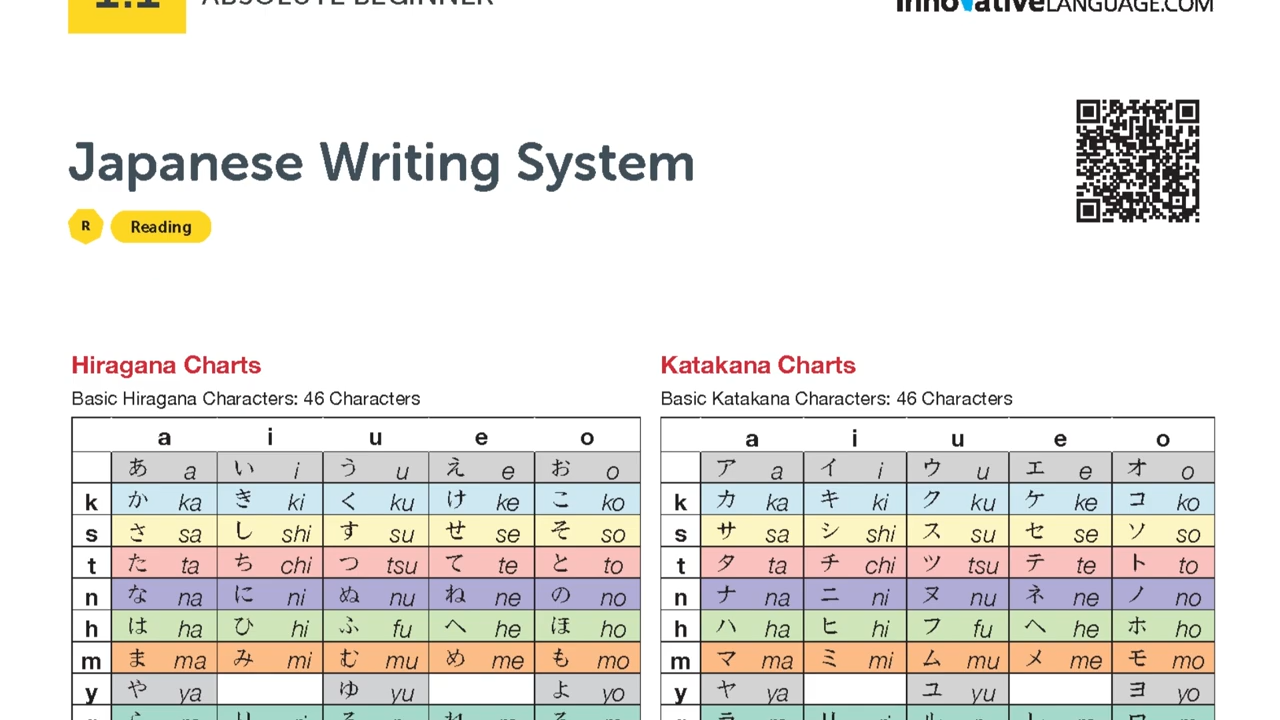 1.1 ABSOLUTE BEGINNER
InnovativeLANGUAGE.COM
Japanese Writing System
R Reading
Hiragana Charts
Basic Hiragana Characters: 46 Characters
a i u e o
あ a い i う u え e お o
k か ka き ki く ku け ke こ ko
s さ sa し shi す su せ se そ so
t た ta ち chi つ tsu て te と to
n な na に ni ぬ nu ね ne の no
h は ha ひ hi ふ fu へ he ほ ho
m ま ma み mi む mu め me も mo
y や ya ゆ yu よ yo
Katakana Charts
Basic Katakana Characters: 46 Characters
a i u e o
ア a イ i ウ u エ e オ o
k カ ka キ ki ク ku ケ ke コ ko
s サ sa シ shi ス su セ se ソ so
t タ ta チ chi ツ tsu テ te ト to
n ナ na ニ ni ヌ nu ネ ne ノ no
h ハ ha ヒ hi フ fu ヘ he ホ ho
m マ ma ミ mi ム mu メ me モ mo
y ヤ ya ユ yu ヨ yo